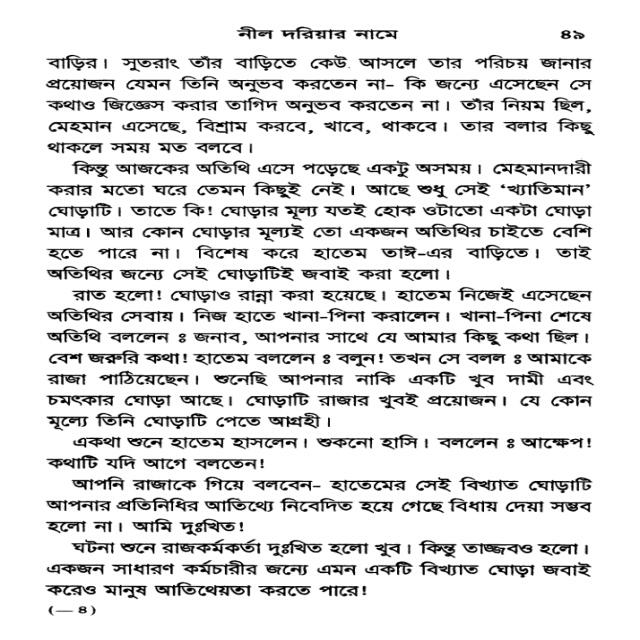 নীল দরিয়ার নামে ৪৯
বাড়ির। সুতরাং তাঁর বাড়িতে কেউ আসলে তার পরিচয় জানার
প্রয়োজন যেমন তিনি অনুভব করতেন না- কি জন্যে এসেছেন সে
কথাও জিজ্ঞেস করার তাগিদ অনুভব করতেন না। তাঁর নিয়ম ছিল,
মেহমান এসেছে, বিশ্রাম করবে, খাবে, থাকবে। তার বলার কিছু
থাকলে সময় মত বলবে।
কিন্তু আজকের অতিথি এসে পড়েছে একটু অসময়। মেহমানদারী
করার মতো ঘরে তেমন কিছুই নেই। আছে শুধু সেই ‘খ্যাতিমান’
ঘোড়াটি। তাতে কি! ঘোড়ার মূল্য যতই হোক ওটাতো একটা ঘোড়া
মাত্র। আর কোন ঘোড়ার মূল্যই তো একজন অতিথির চাইতে বেশি
হতে পারে না। বিশেষ করে হাতেম তাঈ-এর বাড়িতে। তাই
অতিথির জন্যে সেই ঘোড়াটিই জবাই করা হলো।
রাত হলো! ঘোড়াও রান্না করা হয়েছে। হাতেম নিজেই এসেছেন
অতিথির সেবায়। নিজ হাতে খানা-পিনা করালেন। খানা-পিনা শেষে
অতিথি বললেন ঃ জনাব, আপনার সাথে যে আমার কিছু কথা ছিল।
বেশ জরুরি কথা! হাতেম বললেন ঃ বলুন! তখন সে বলল ঃ আমাকে
রাজা পাঠিয়েছেন। শুনেছি আপনার নাকি একটি খুব দামী এবং
চমৎকার ঘোড়া আছে। ঘোড়াটি রাজার খুবই প্রয়োজন। যে কোন
মূল্যে তিনি ঘোড়াটি পেতে আগ্রহী।
একথা শুনে হাতেম হাসলেন। শুকনো হাসি। বললেন ঃ আক্ষেপ!
কথাটি যদি আগে বলতেন!
আপনি রাজাকে গিয়ে বলবেন- হাতেমের সেই বিখ্যাত ঘোড়াটি
আপনার প্রতিনিধির আতিথ্যে নিবেদিত হয়ে গেছে বিধায় দেয়া সম্ভব
হলো না। আমি দুঃখিত!
ঘটনা শুনে রাজকর্মকর্তা দুঃখিত হলো খুব। কিন্তু তাজ্জবও হলো।
একজন সাধারণ কর্মচারীর জন্যে এমন একটি বিখ্যাত ঘোড়া জবাই
করেও মানুষ আতিথেয়তা করতে পারে!
(— ৪)